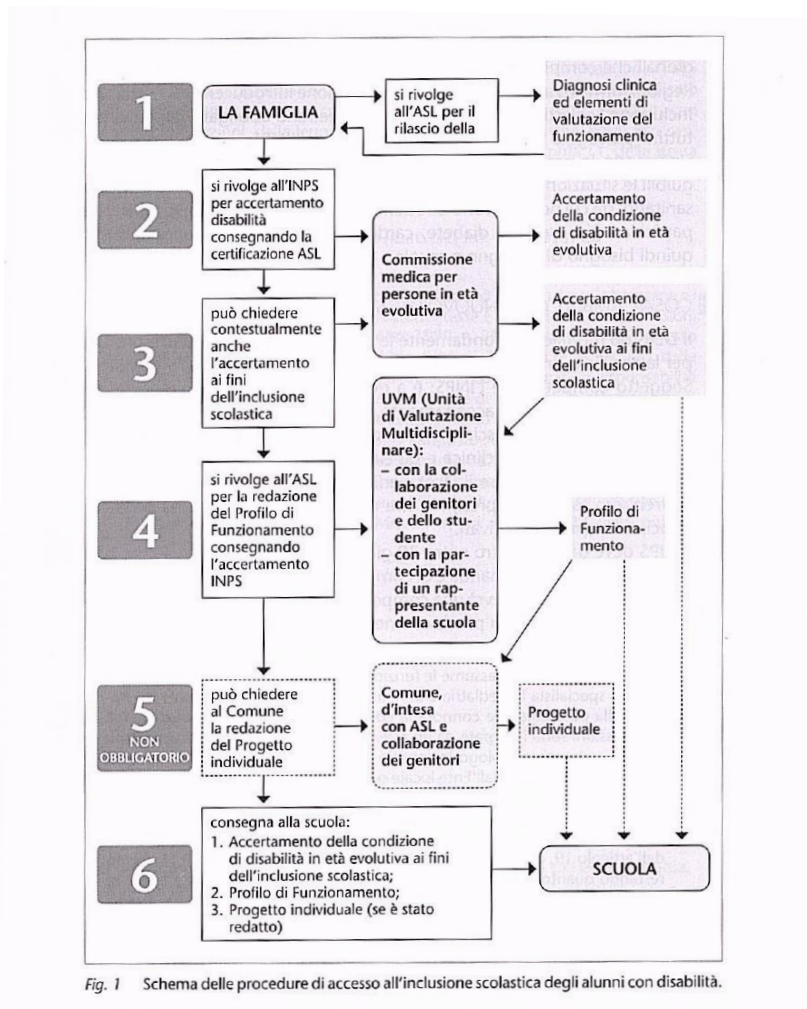 1
LA FAMIGLIA
si rivolge
all'ASL per il
rilascio della
Diagnosi clinica
ed elementi di
valutazione del
funzionamento
2
si rivolge all'INPS
per accertamento
disabilità
consegnando la
certificazione ASL
Commissione
medica per
persone in età
evolutiva
Accertamento
della condizione
di disabilità in età
evolutiva
3
può chiedere
contestualmente
anche
l'accertamento
ai fini
dell'inclusione
scolastica
Accertamento
della condizione
di disabilità in età
evolutiva ai fini
dell'inclusione
scolastica
4
si rivolge all'ASL
per la redazione
del Profilo di
Funzionamento
consegnando
l'accertamento
INPS
UVM (Unità
di Valutazione
Multidiscipli-
nare):
– con la col-
laborazione
dei genitori
e dello stu-
dente
– con la par-
tecipazione
di un rap-
presentante
della scuola
Profilo di
Funziona-
mento
5
NON
OBBLIGATORIO
può chiedere
al Comune
la redazione
del Progetto
individuale
Comune,
d'intesa
con ASL e
collaborazione
dei genitori
Progetto
individuale
6
consegna alla scuola:
1. Accertamento della condizione
di disabilità in età evolutiva ai fini
dell'inclusione scolastica;
2. Profilo di Funzionamento;
3. Progetto individuale (se è stato
redatto)
SCUOLA
Fig. 1 Schema delle procedure di accesso all'inclusione scolastica degli alunni con disabilità.